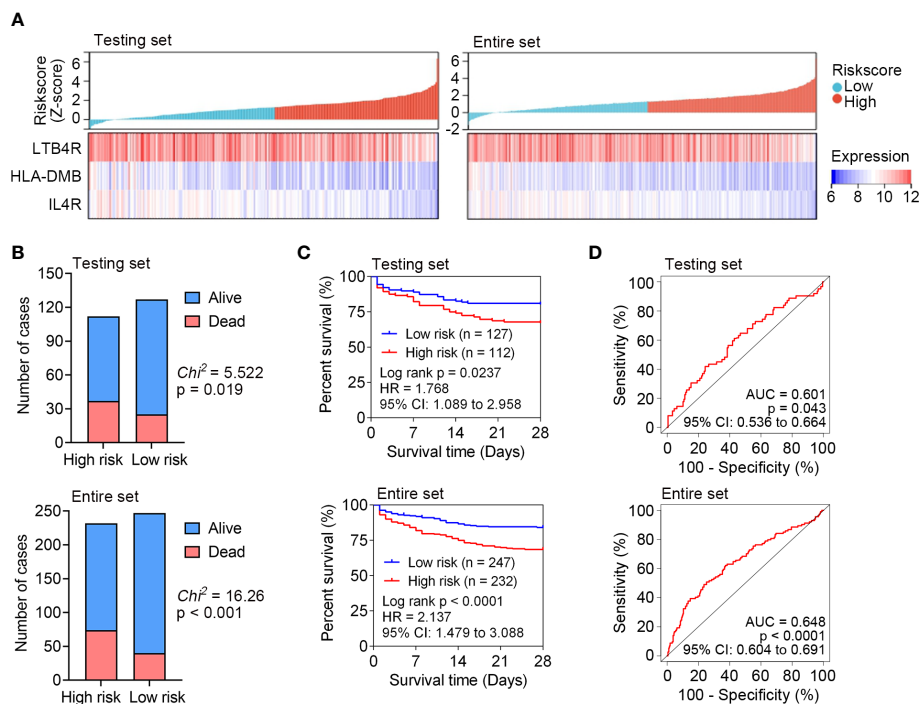 A
Testing set
Entire set
Riskscore
(Z-score)
6
4
2
0
6
4
2
0
−2
Riskscore
Low
High
LTB4R
HLA-DMB
IL4R
Expression
6 8 10 12
B
Testing set
Number of cases
150
120
90
60
30
0
High risk Low risk
Alive
Dead
Chi² = 5.522
p = 0.019
Entire set
Number of cases
250
200
150
100
50
0
High risk Low risk
Alive
Dead
Chi² = 16.26
p < 0.001
C
Testing set
Percent survival (%)
100
75
50
25
0
Low risk (n = 127)
High risk (n = 112)
Log rank p = 0.0237
HR = 1.768
95% CI: 1.089 to 2.958
0 7 14 21 28
Survival time (Days)
Entire set
Percent survival (%)
100
75
50
25
0
Low risk (n = 247)
High risk (n = 232)
Log rank p < 0.0001
HR = 2.137
95% CI: 1.479 to 3.088
0 7 14 21 28
Survival time (Days)
D
Testing set
Sensitivity (%)
100
80
60
40
20
0
AUC = 0.601
p = 0.043
95% CI: 0.536 to 0.664
0 20 40 60 80 100
100 - Specificity (%)
Entire set
Sensitivity (%)
100
80
60
40
20
0
AUC = 0.648
p < 0.0001
95% CI: 0.604 to 0.691
0 20 40 60 80 100
100 - Specificity (%)